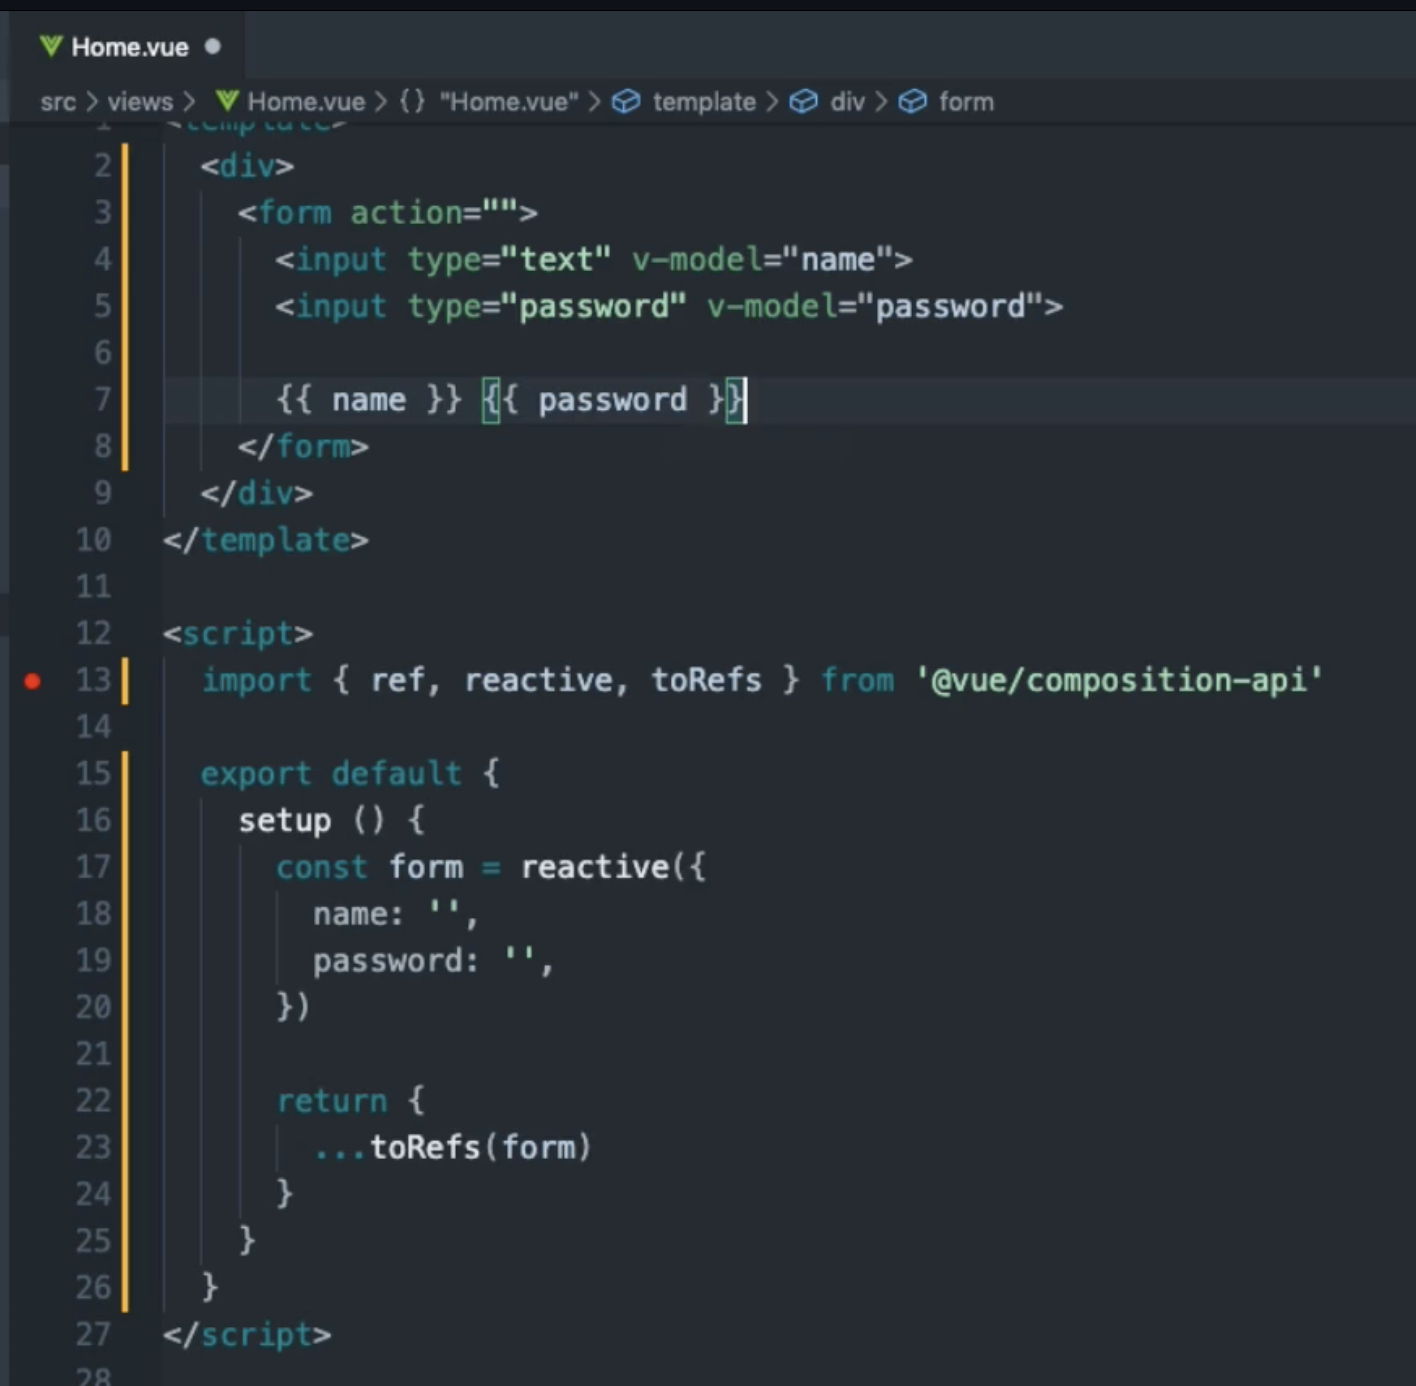 Home.vue
src > views > Home.vue > {} "Home.vue" > template > div > form
1 <template>
2 <div>
3 <form action="">
4 <input type="text" v-model="name">
5 <input type="password" v-model="password">
6
7 {{ name }} {{ password }}
8 </form>
9 </div>
10 </template>
11
12 <script>
13 import { ref, reactive, toRefs } from '@vue/composition-api'
14
15 export default {
16 setup () {
17 const form = reactive({
18 name: '',
19 password: '',
20 })
21
22 return {
23 ...toRefs(form)
24 }
25 }
26 }
27 </script>
28